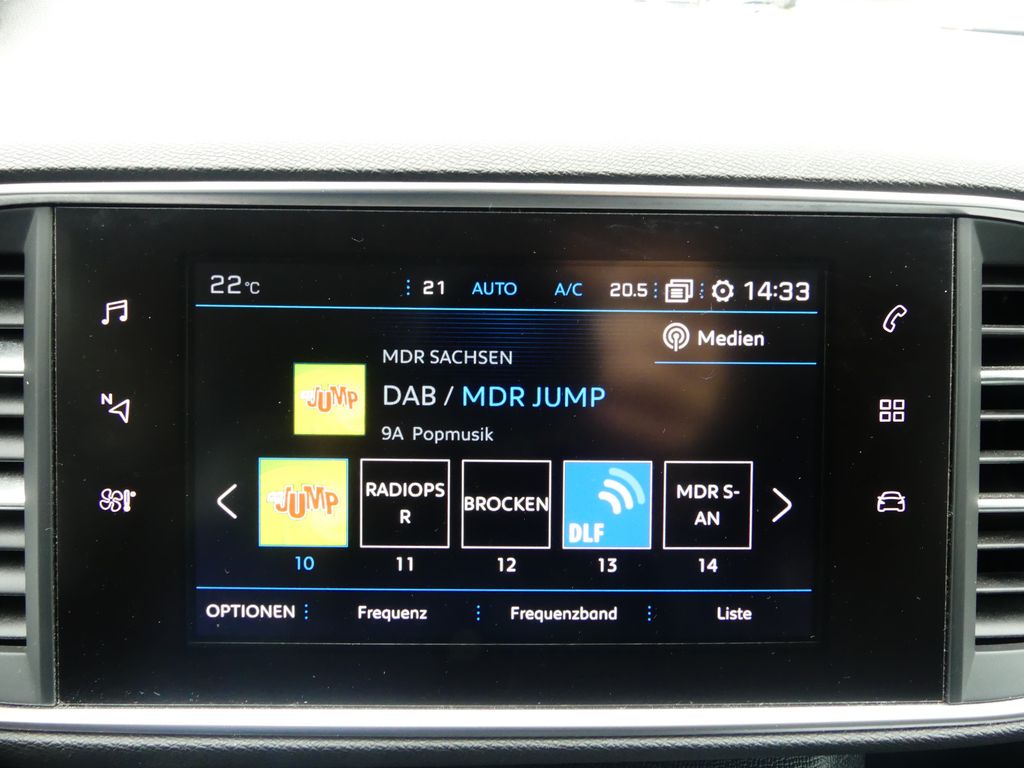 22°C 21 AUTO A/C 20.5 14:33
Medien
MDR SACHSEN
DAB / MDR JUMP
JUMP
9A Popmusik
N
JUMP
RADIOPS
R
BROCKEN
DLF
MDR S-
AN
10 11 12 13 14
OPTIONEN Frequenz Frequenzband Liste